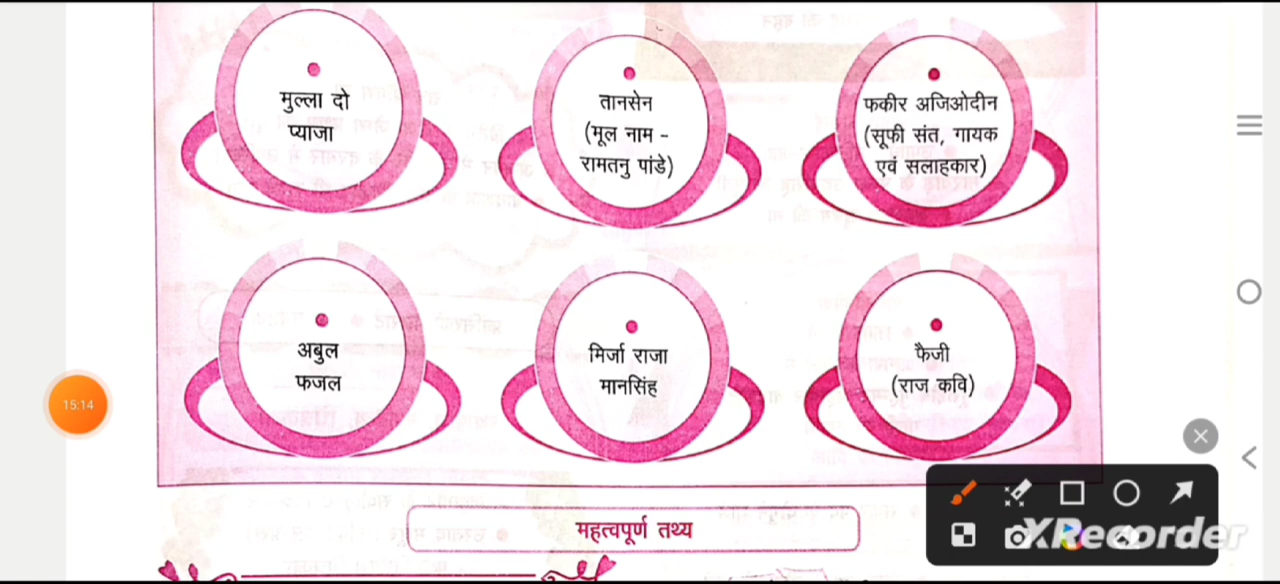 मुल्ला दो
प्याजा
तानसेन
(मूल नाम -
रामतनु पांडे)
फकीर अजिओदीन
(सूफी संत, गायक
एवं सलाहकार)
अबुल
फजल
मिर्जा राजा
मानसिंह
फैजी
(राज कवि)
15:14
महत्वपूर्ण तथ्य
XRecorder